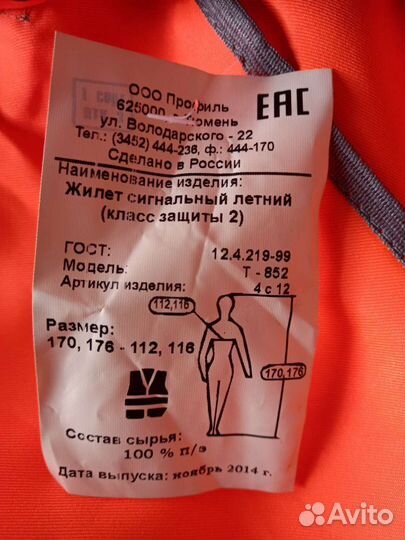 ООО Профиль
EAC
625000 Тюмень
ул. Володарского - 22
Тел.: (3452) 444-236, ф.: 444-170
Сделано в России
Наименование изделия:
Жилет сигнальный летний
(класс защиты 2)
ГОСТ: 12.4.219-99
Модель: Т - 852
Артикул изделия: 4 с 12
112,116
Размер:
170, 176 - 112, 116
170,176
Состав сырья:
100 % п/э
Дата выпуска: ноябрь 2014 г.
Avito